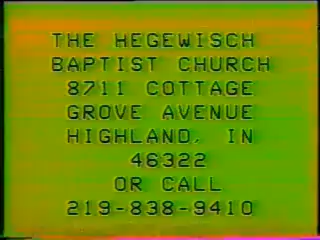 THE HEGEWISCH
BAPTIST CHURCH
8711 COTTAGE
GROVE AVENUE
HIGHLAND, IN
46322
OR CALL
219-838-9410